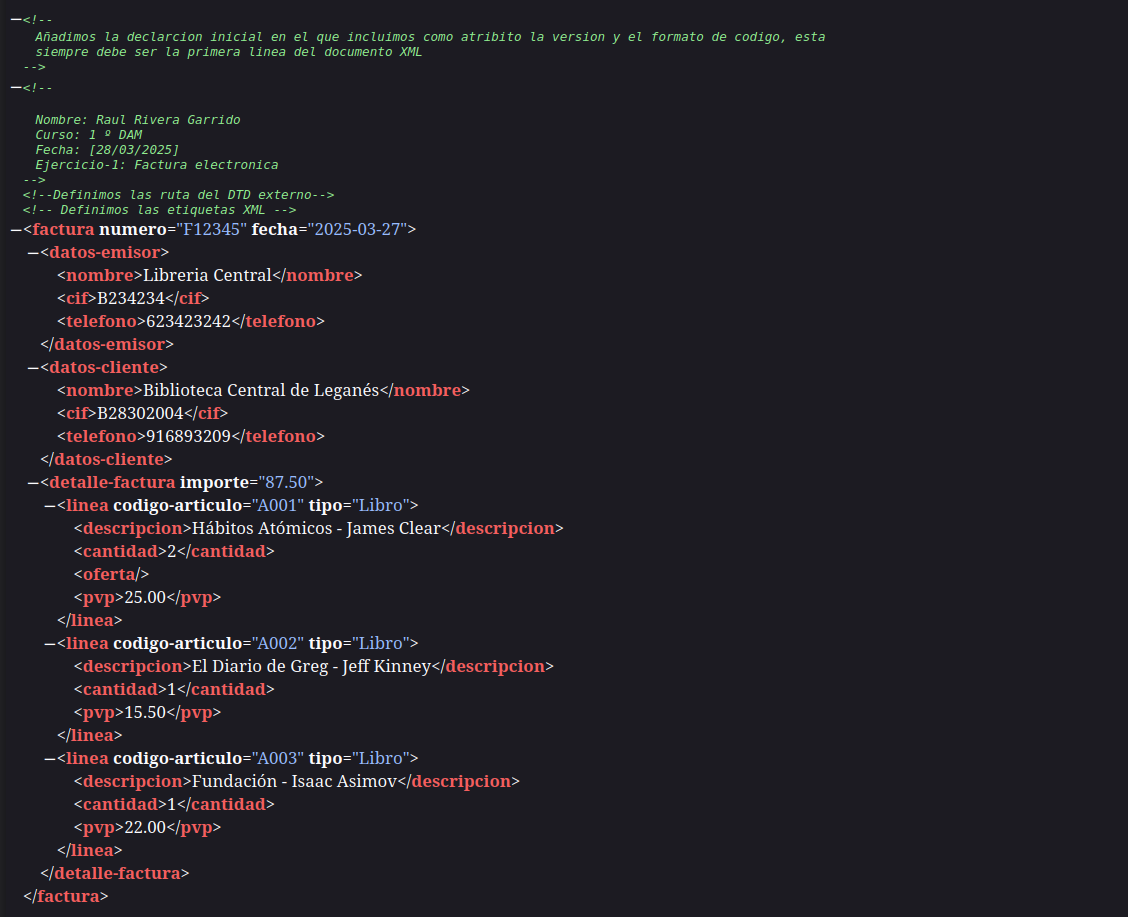 −<!--
Añadimos la declarcion inicial en el que incluimos como atribito la version y el formato de codigo, esta
siempre debe ser la primera linea del documento XML
-->
−<!--
Nombre: Raul Rivera Garrido
Curso: 1 º DAM
Fecha: [28/03/2025]
Ejercicio-1: Factura electronica
-->
<!--Definimos las ruta del DTD externo-->
<!-- Definimos las etiquetas XML -->
−<factura numero="F12345" fecha="2025-03-27">
−<datos-emisor>
<nombre>Libreria Central</nombre>
<cif>B234234</cif>
<telefono>623423242</telefono>
</datos-emisor>
−<datos-cliente>
<nombre>Biblioteca Central de Leganés</nombre>
<cif>B28302004</cif>
<telefono>916893209</telefono>
</datos-cliente>
−<detalle-factura importe="87.50">
−<linea codigo-articulo="A001" tipo="Libro">
<descripcion>Hábitos Atómicos - James Clear</descripcion>
<cantidad>2</cantidad>
<oferta/>
<pvp>25.00</pvp>
</linea>
−<linea codigo-articulo="A002" tipo="Libro">
<descripcion>El Diario de Greg - Jeff Kinney</descripcion>
<cantidad>1</cantidad>
<pvp>15.50</pvp>
</linea>
−<linea codigo-articulo="A003" tipo="Libro">
<descripcion>Fundación - Isaac Asimov</descripcion>
<cantidad>1</cantidad>
<pvp>22.00</pvp>
</linea>
</detalle-factura>
</factura>